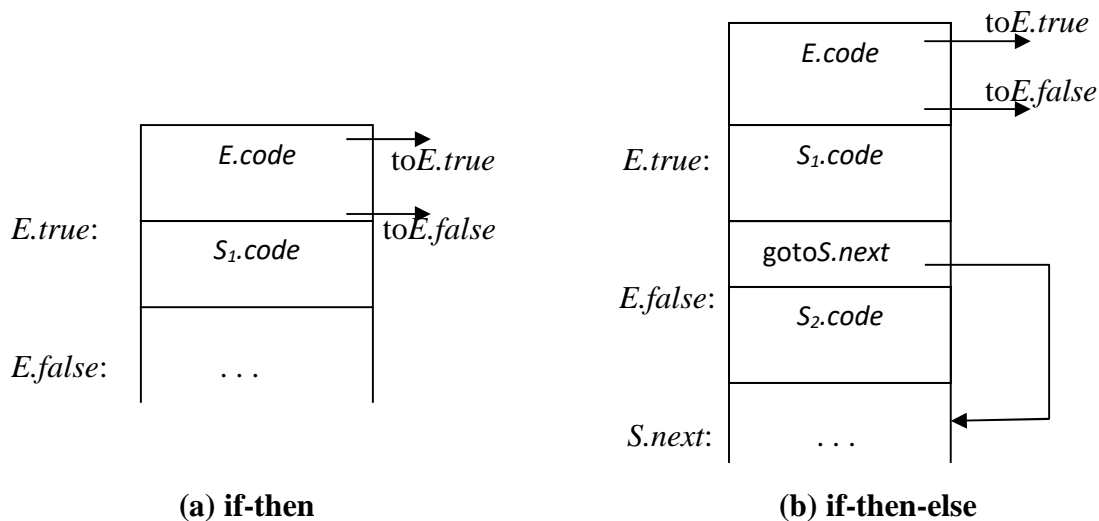 E.code
toE.true
toE.false
E.true:
S₁.code
E.false:
. . .
(a) if-then
E.code
toE.true
toE.false
E.true:
S₁.code
gotoS.next
E.false:
S₂.code
S.next:
. . .
(b) if-then-else